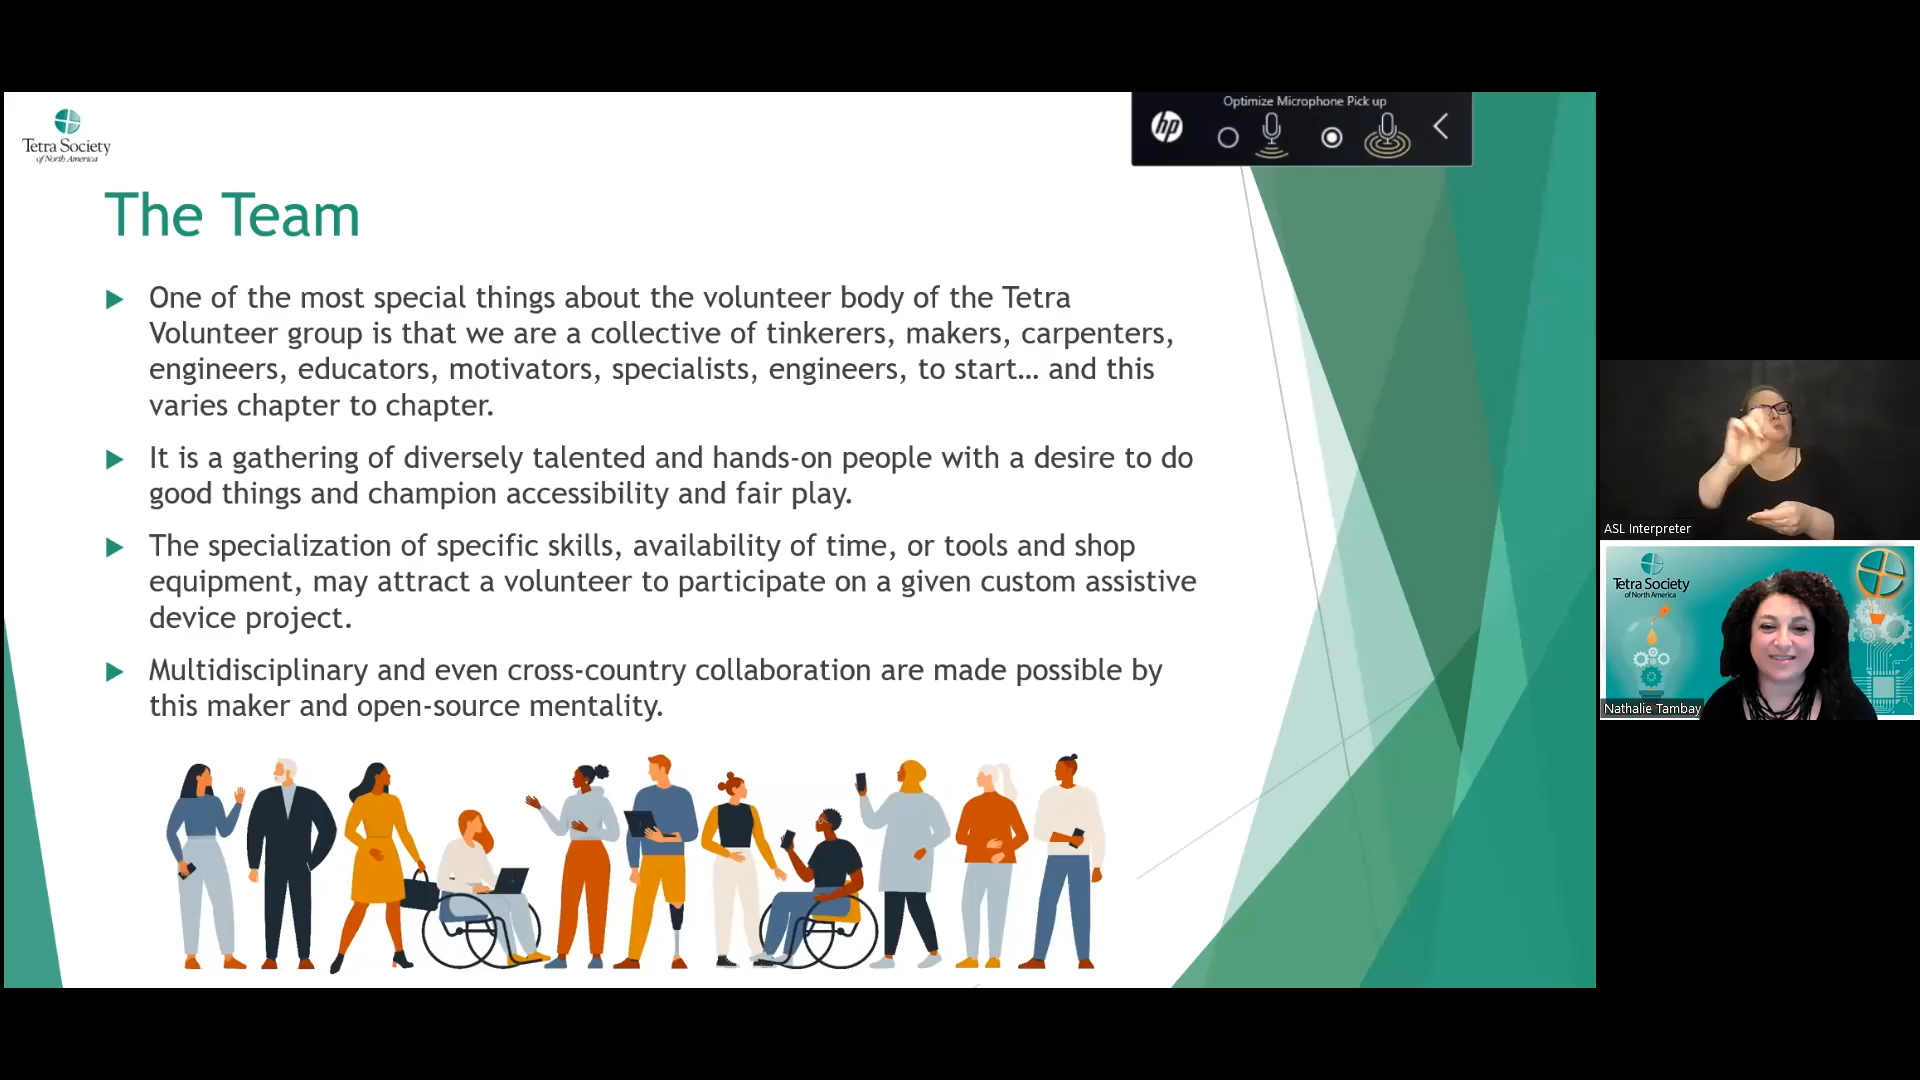 Optimize Microphone Pick up
hp
Tetra Society
of North America
The Team
One of the most special things about the volunteer body of the Tetra
Volunteer group is that we are a collective of tinkerers, makers, carpenters,
engineers, educators, motivators, specialists, engineers, to start… and this
varies chapter to chapter.
It is a gathering of diversely talented and hands-on people with a desire to do
good things and champion accessibility and fair play.
The specialization of specific skills, availability of time, or tools and shop
equipment, may attract a volunteer to participate on a given custom assistive
device project.
Multidisciplinary and even cross-country collaboration are made possible by
this maker and open-source mentality.
ASL Interpreter
Tetra Society
of North America
Nathalie Tambay